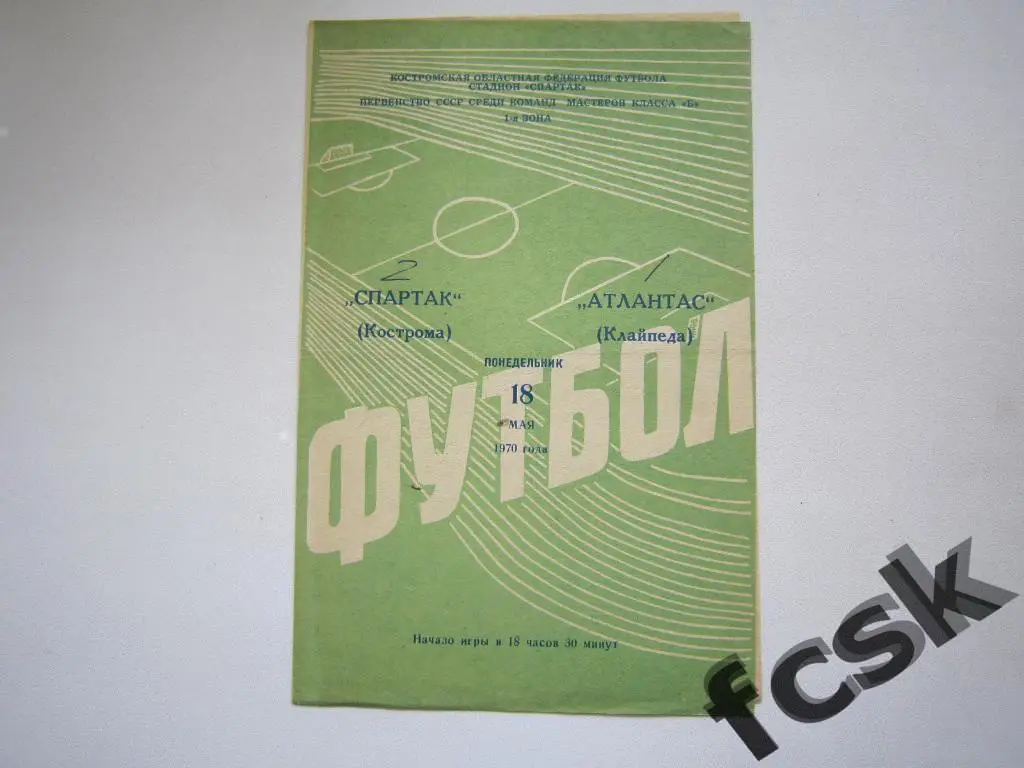 КОСТРОМСКАЯ ОБЛАСТНАЯ ФЕДЕРАЦИЯ ФУТБОЛА
СТАДИОН «СПАРТАК»
ПЕРВЕНСТВО СССР СРЕДИ КОМАНД МАСТЕРОВ КЛАССА «Б»
1-я ЗОНА
2 1
„СПАРТАК“ „АТЛАНТАС“
(Кострома) (Клайпеда)
ПОНЕДЕЛЬНИК
18
МАЯ
1970 года
ФУТБОЛ
Начало игры в 18 часов 30 минут
fcsk